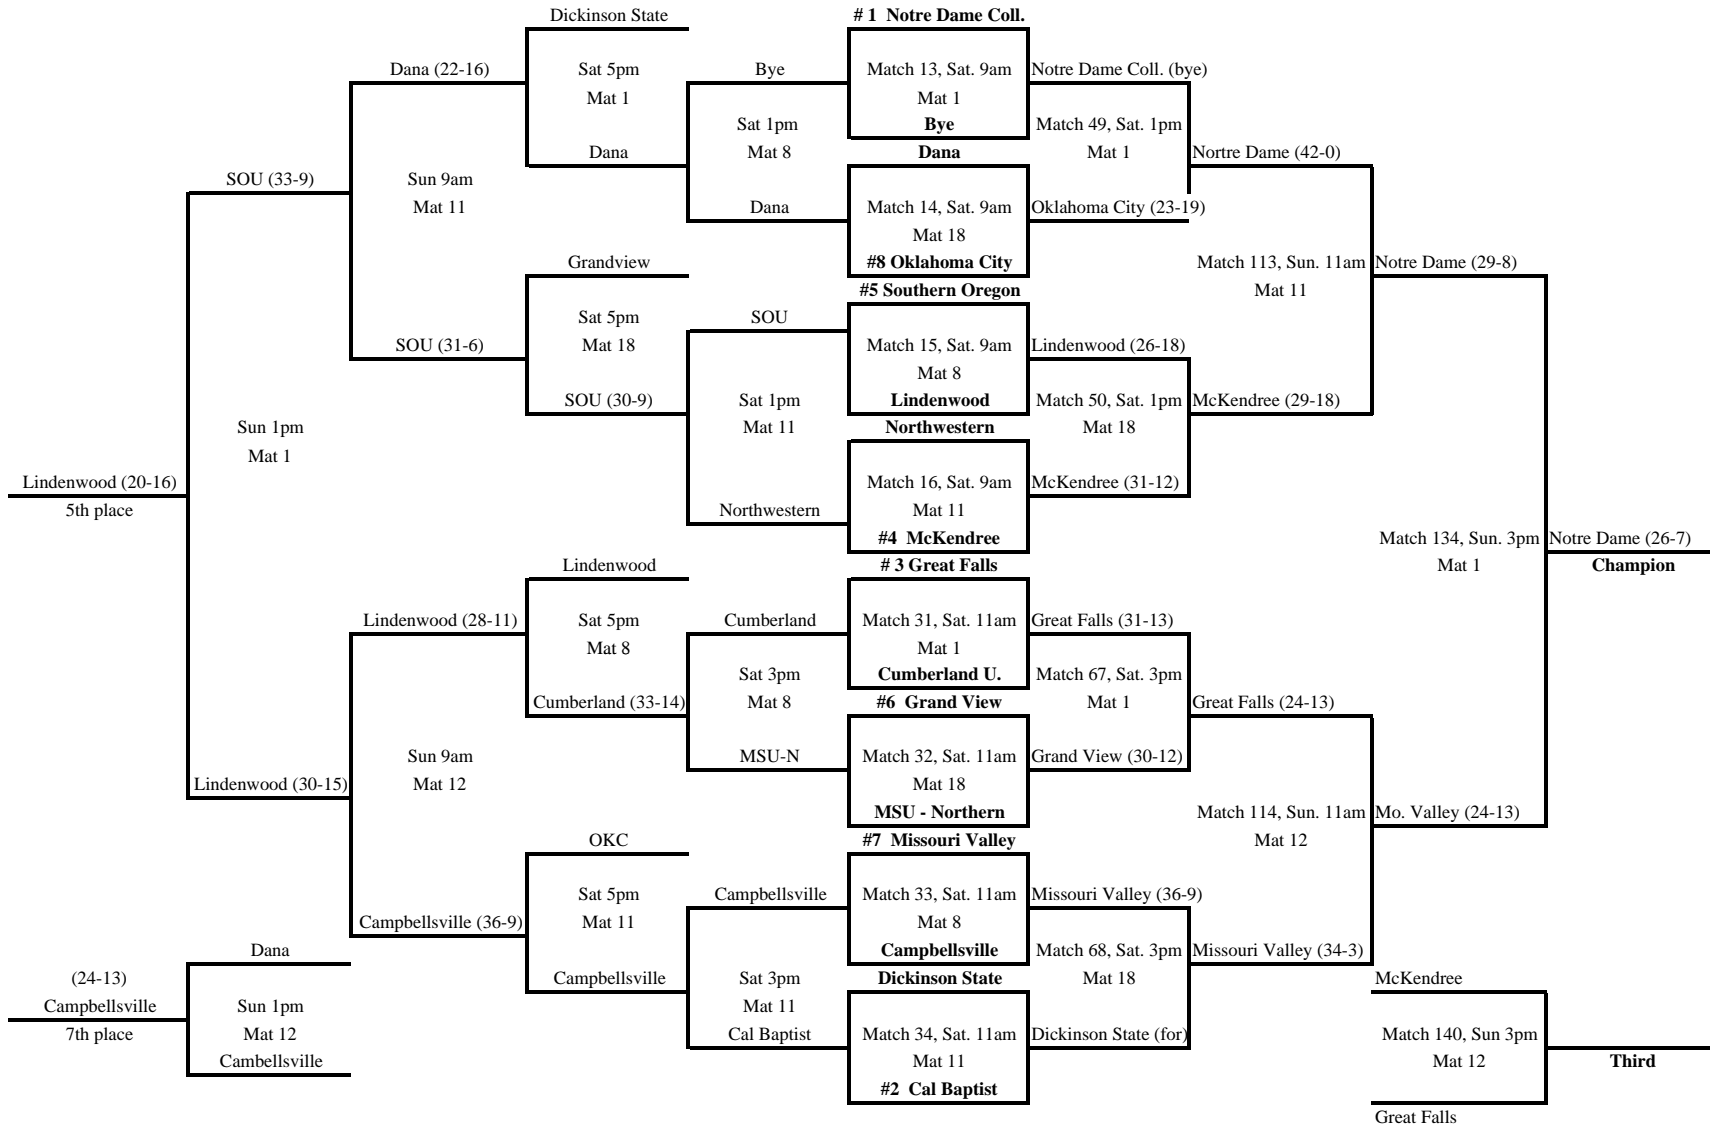 Dickinson State
# 1  Notre Dame Coll.
Dana (22-16)
Sat 5pm
Bye
Match 13, Sat. 9am
Notre Dame Coll. (bye)
Mat 1
Mat 1
Sat 1pm
Bye
Match 49, Sat. 1pm
Dana
Mat 8
Dana
Mat 1
Nortre Dame (42-0)
SOU (33-9)
Sun 9am
Mat 11
Dana
Match 14, Sat. 9am
Oklahoma City (23-19)
Mat 18
Grandview
#8 Oklahoma City
Match 113, Sun. 11am
Notre Dame (29-8)
#5 Southern Oregon
Mat 11
Sat 5pm
SOU
SOU (31-6)
Mat 18
Match 15, Sat. 9am
Lindenwood (26-18)
Mat 8
SOU (30-9)
Sat 1pm
Lindenwood
Match 50, Sat. 1pm
McKendree (29-18)
Sun 1pm
Mat 11
Northwestern
Mat 18
Mat 1
Lindenwood (20-16)
Match 16, Sat. 9am
McKendree (31-12)
5th place
Northwestern
Mat 11
#4  McKendree
Match 134, Sun. 3pm
Notre Dame (26-7)
Lindenwood
# 3 Great Falls
Mat 1
Champion
Lindenwood (28-11)
Sat 5pm
Cumberland
Match 31, Sat. 11am
Great Falls (31-13)
Mat 8
Mat 1
Sat 3pm
Cumberland U.
Match 67, Sat. 3pm
Cumberland (33-14)
Mat 8
#6  Grand View
Mat 1
Great Falls (24-13)
Sun 9am
MSU-N
Match 32, Sat. 11am
Grand View (30-12)
Lindenwood (30-15)
Mat 12
Mat 18
MSU - Northern
Match 114, Sun. 11am
Mo. Valley (24-13)
OKC
#7  Missouri Valley
Mat 12
Sat 5pm
Campbellsville
Match 33, Sat. 11am
Missouri Valley (36-9)
Campbellsville (36-9)
Mat 11
Mat 8
Dana
Campbellsville
Match 68, Sat. 3pm
Missouri Valley (34-3)
(24-13)
Campbellsville
Sat 3pm
Dickinson State
Mat 18
McKendree
Campbellsville
Sun 1pm
Mat 11
7th place
Mat 12
Cal Baptist
Match 34, Sat. 11am
Dickinson State (for)
Match 140, Sun 3pm
Cambellsville
Mat 11
Mat 12
Third
#2  Cal Baptist
Great Falls